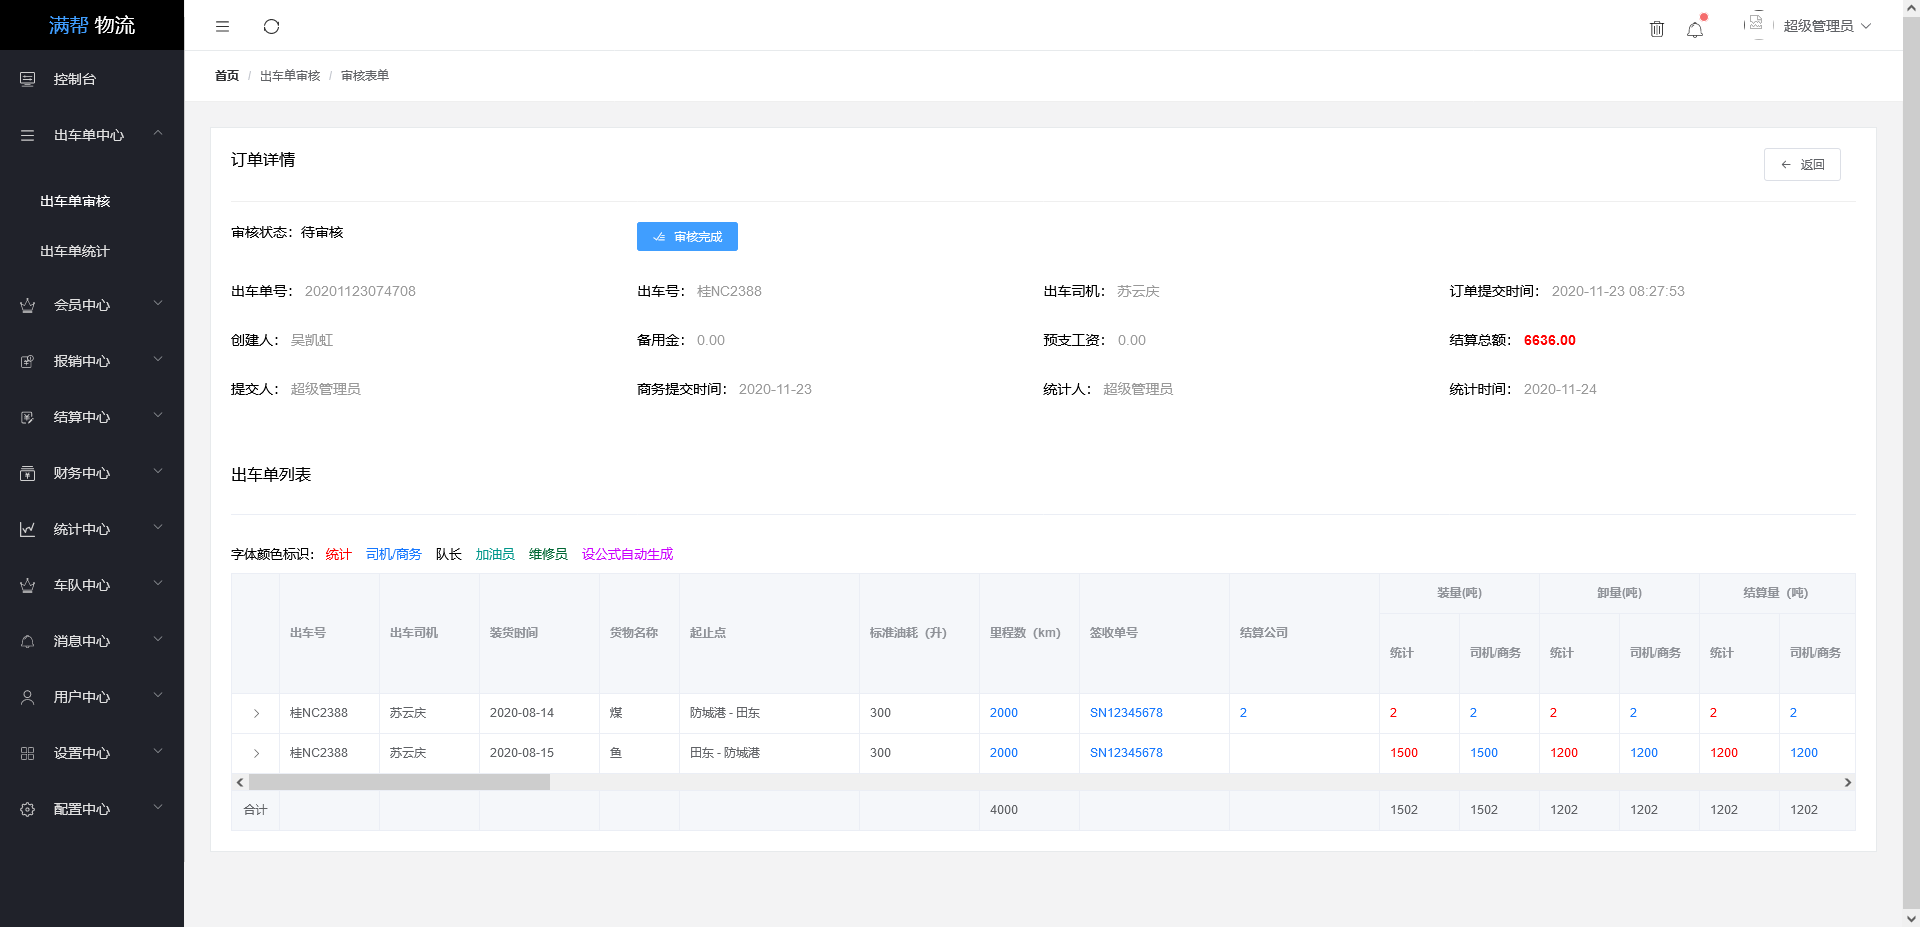 满帮 物流
超级管理员
首页 / 出车单审核 / 审核表单
控制台
出车单中心
出车单审核
出车单统计
会员中心
报销中心
结算中心
财务中心
统计中心
车队中心
消息中心
用户中心
设置中心
配置中心
订单详情
返回
审核状态：待审核
审核完成
出车单号： 20201123074708 出车号： 桂NC2388 出车司机： 苏云庆 订单提交时间： 2020-11-23 08:27:53
创建人： 吴凯虹 备用金： 0.00 预支工资： 0.00 结算总额： 6636.00
提交人： 超级管理员 商务提交时间： 2020-11-23 统计人： 超级管理员 统计时间： 2020-11-24
出车单列表
字体颜色标识： 统计 司机/商务 队长 加油员 维修员 设公式自动生成
装量(吨) 卸量(吨) 结算量（吨)
出车号 出车司机 装货时间 货物名称 起止点 标准油耗（升) 里程数（km) 签收单号 结算公司
统计 司机/商务 统计 司机/商务 统计 司机/商务
桂NC2388 苏云庆 2020-08-14 煤 防城港 - 田东 300 2000 SN12345678 2 2 2 2 2 2 2
桂NC2388 苏云庆 2020-08-15 鱼 田东 - 防城港 300 2000 SN12345678 1500 1500 1200 1200 1200 1200
合计 4000 1502 1502 1202 1202 1202 1202